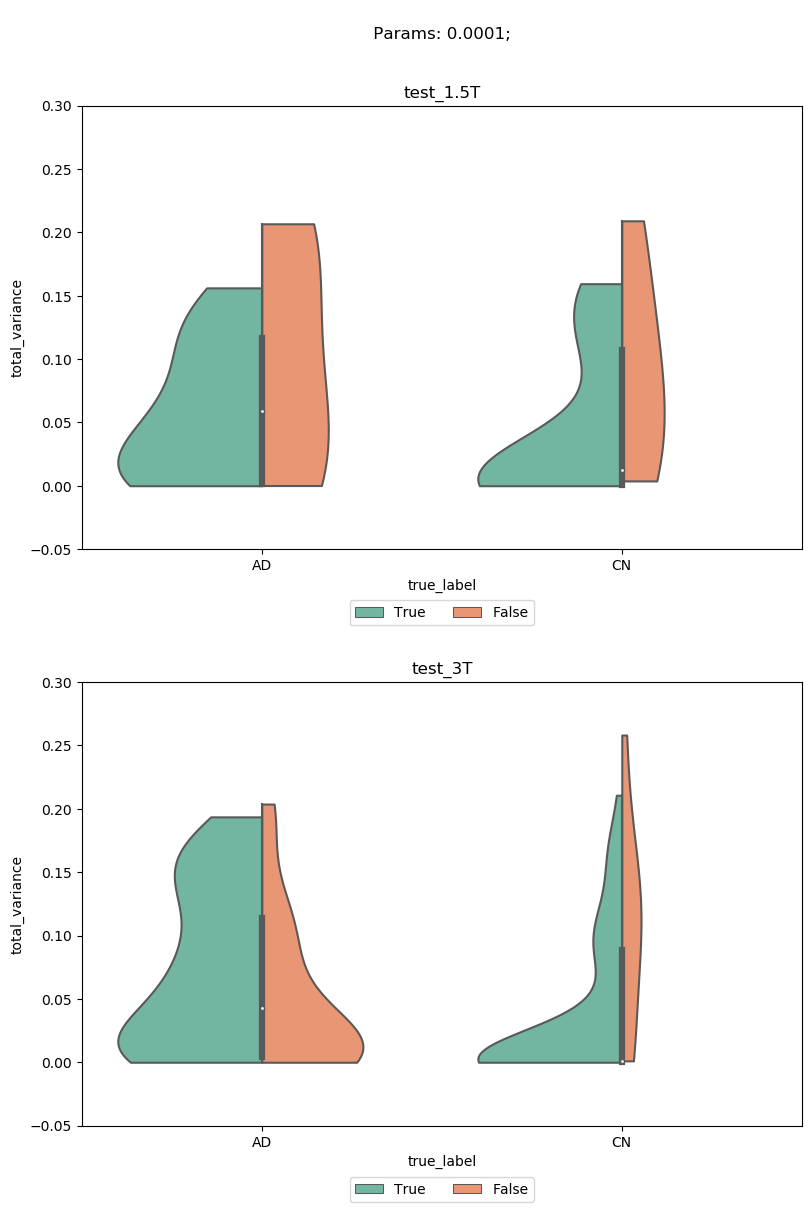 Params: 0.0001;
test_1.5T
0.30
0.25
0.20
0.15
0.10
0.05
0.00
−0.05
total_variance
AD CN
true_label
True False
test_3T
0.30
0.25
0.20
0.15
0.10
0.05
0.00
−0.05
total_variance
AD CN
true_label
True False